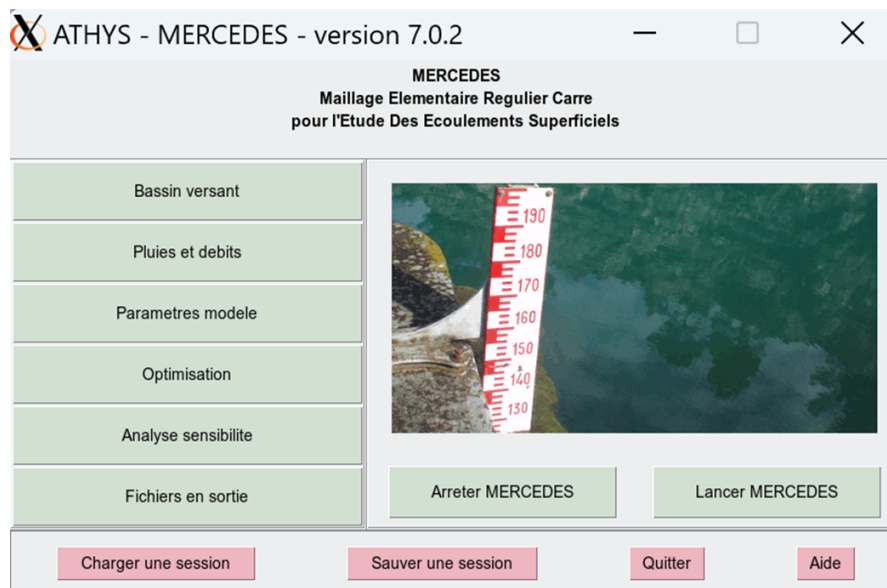 ATHYS - MERCEDES - version 7.0.2
MERCEDES
Maillage Elementaire Regulier Carre
pour l'Etude Des Ecoulements Superficiels
Bassin versant
Pluies et debits
Parametres modele
Optimisation
Analyse sensibilite
Fichiers en sortie
190
180
170
160
150
140
130
Arreter MERCEDES
Lancer MERCEDES
Charger une session
Sauver une session
Quitter
Aide